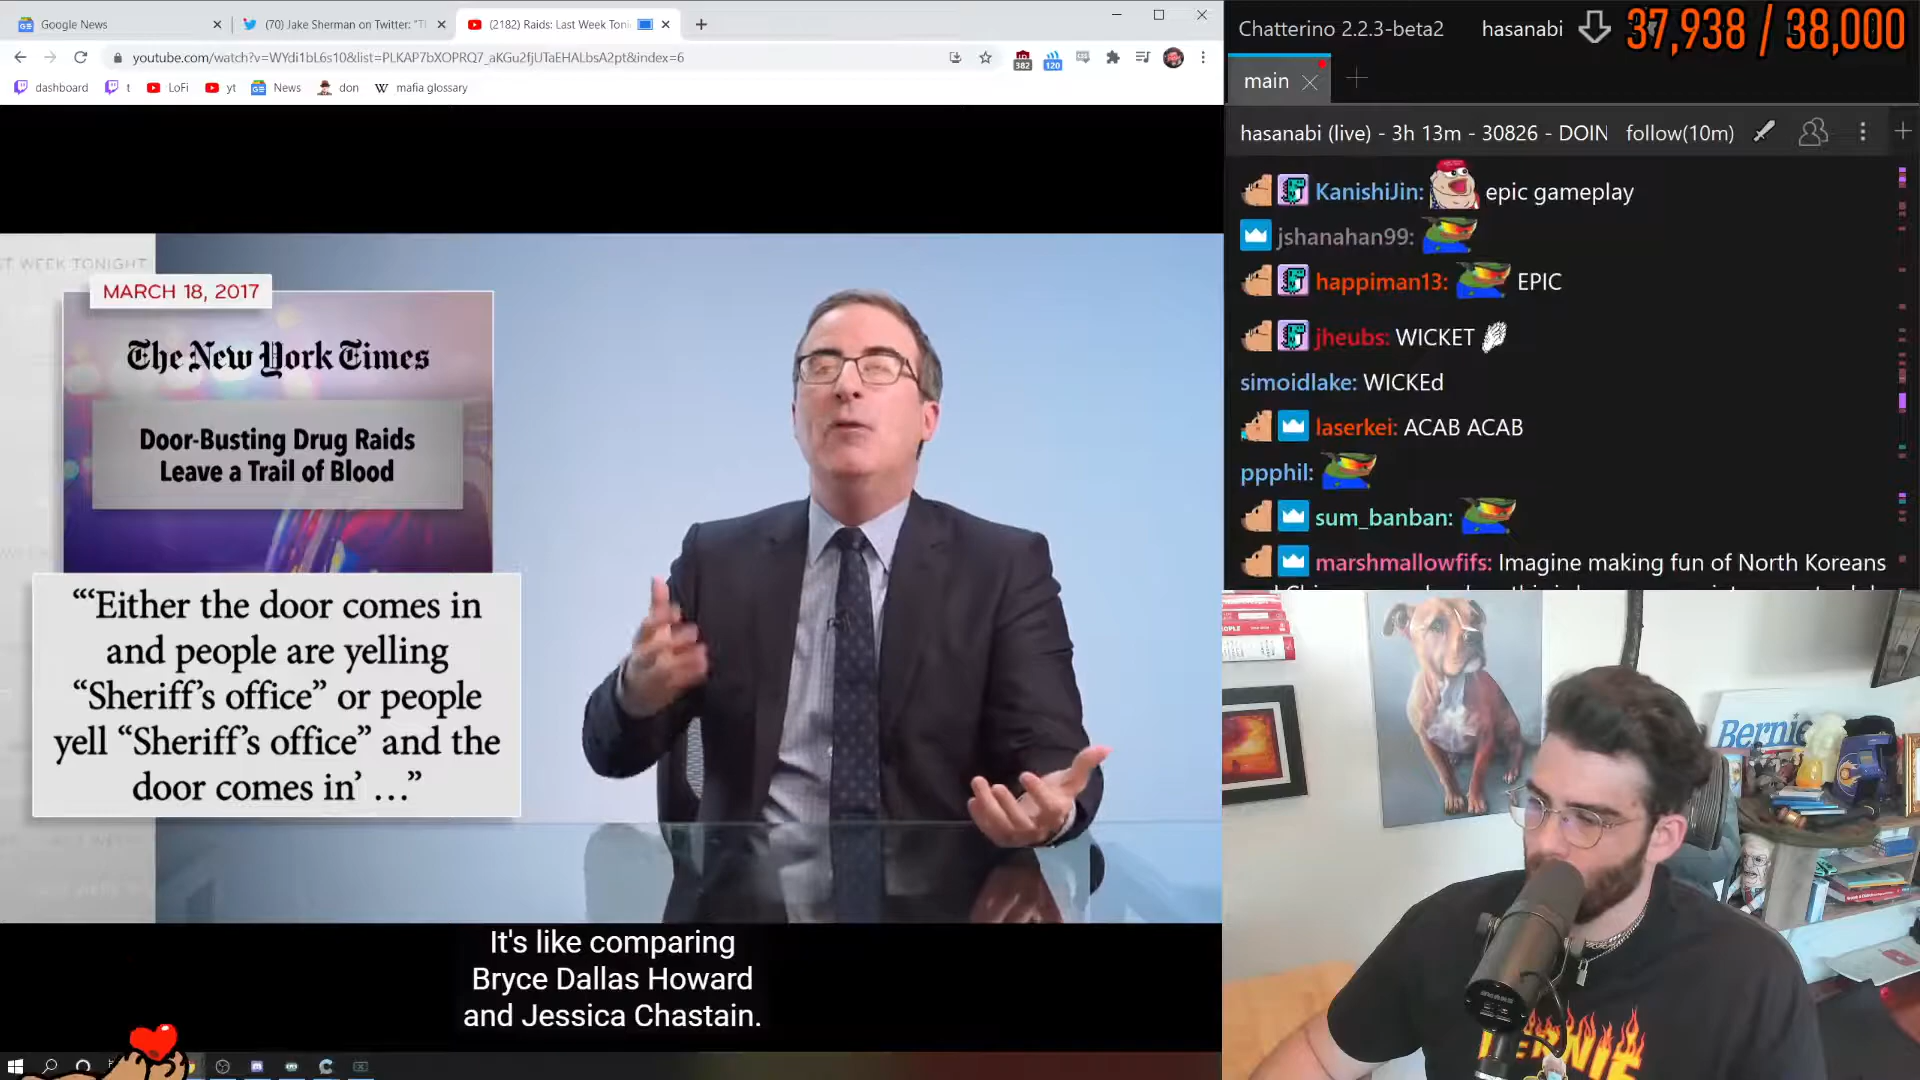 Google News
(70) Jake Sherman on Twitter: "T
(2182) Raids: Last Week Toni
youtube.com/watch?v=WYdi1bL6s10&list=PLKAP7bXOPRQ7_aKGu2fjUTaEHALbsA2pt&index=6
382
120
dashboard
t
LoFi
yt
News
don
mafia glossary
ST WEEK TONIGHT
MARCH 18, 2017
The New York Times
Door-Busting Drug Raids
Leave a Trail of Blood
“‘Either the door comes in
and people are yelling
“Sheriff’s office” or people
yell “Sheriff’s office” and the
door comes in’ …”
It's like comparing
Bryce Dallas Howard
and Jessica Chastain.
Chatterino 2.2.3-beta2
hasanabi
37,938 / 38,000
main
hasanabi (live) - 3h 13m - 30826 - DOIN
follow(10m)
KanishiJin: epic gameplay
jshanahan99:
happiman13: EPIC
jheubs: WICKET
simoidlake: WICKEd
laserkei: ACAB ACAB
ppphil:
sum_banban:
marshmallowfifs: Imagine making fun of North Koreans
Bernie